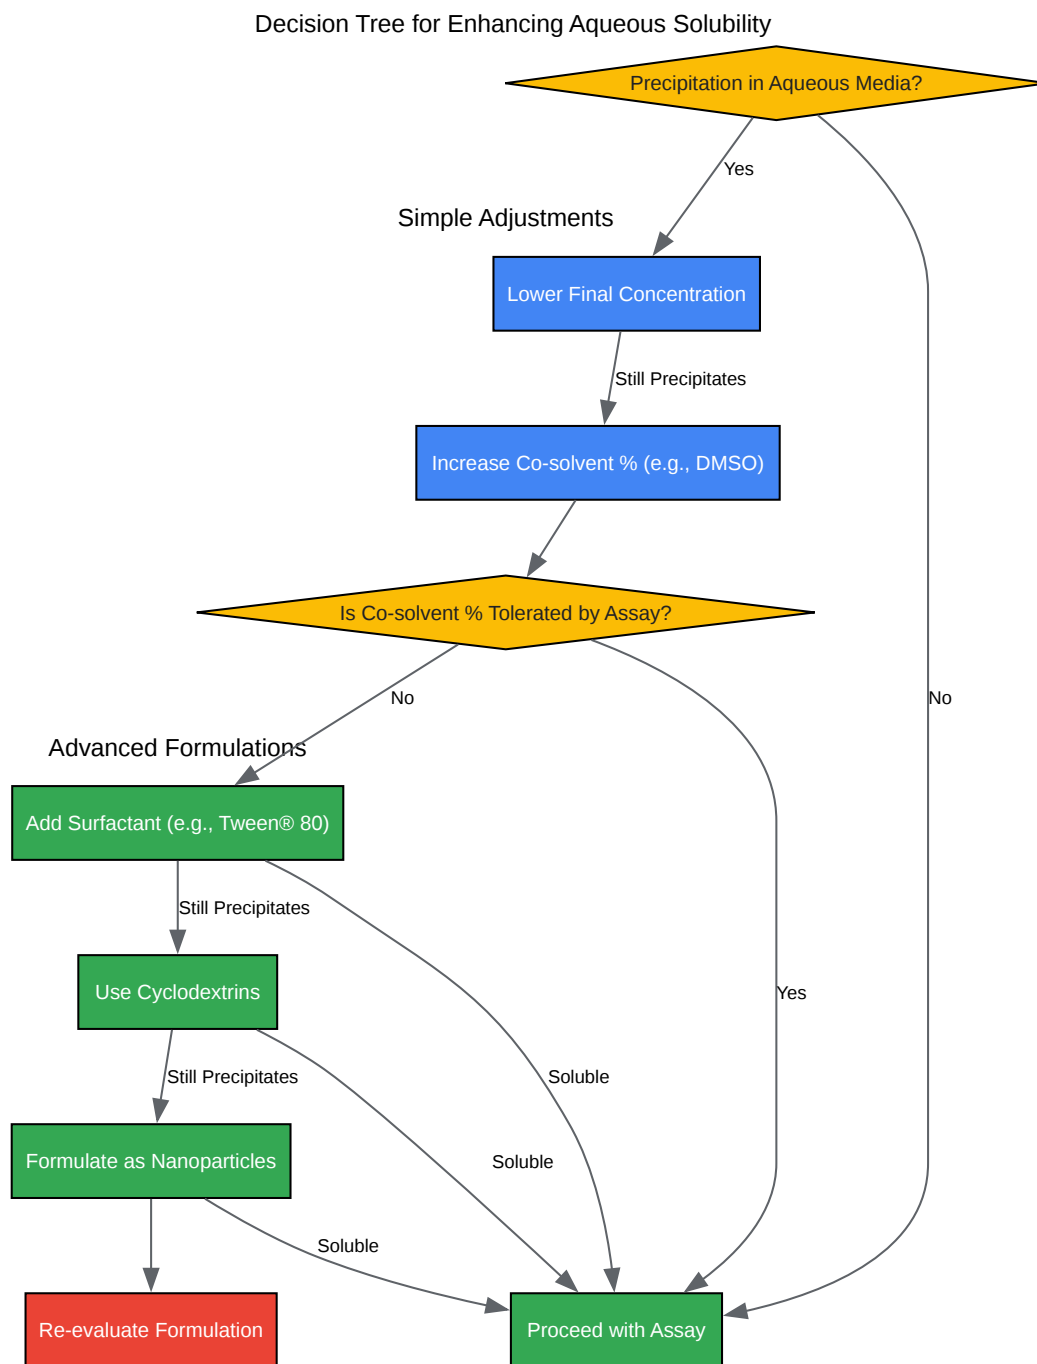 Decision Tree for Enhancing Aqueous Solubility
Precipitation in Aqueous Media?
Yes
Simple Adjustments
Lower Final Concentration
Still Precipitates
Increase Co-solvent % (e.g., DMSO)
Is Co-solvent % Tolerated by Assay?
No
No
Advanced Formulations
Add Surfactant (e.g., Tween® 80)
Still Precipitates
Use Cyclodextrins
Yes
Still Precipitates
Soluble
Formulate as Nanoparticles
Soluble
Soluble
Re-evaluate Formulation
Proceed with Assay